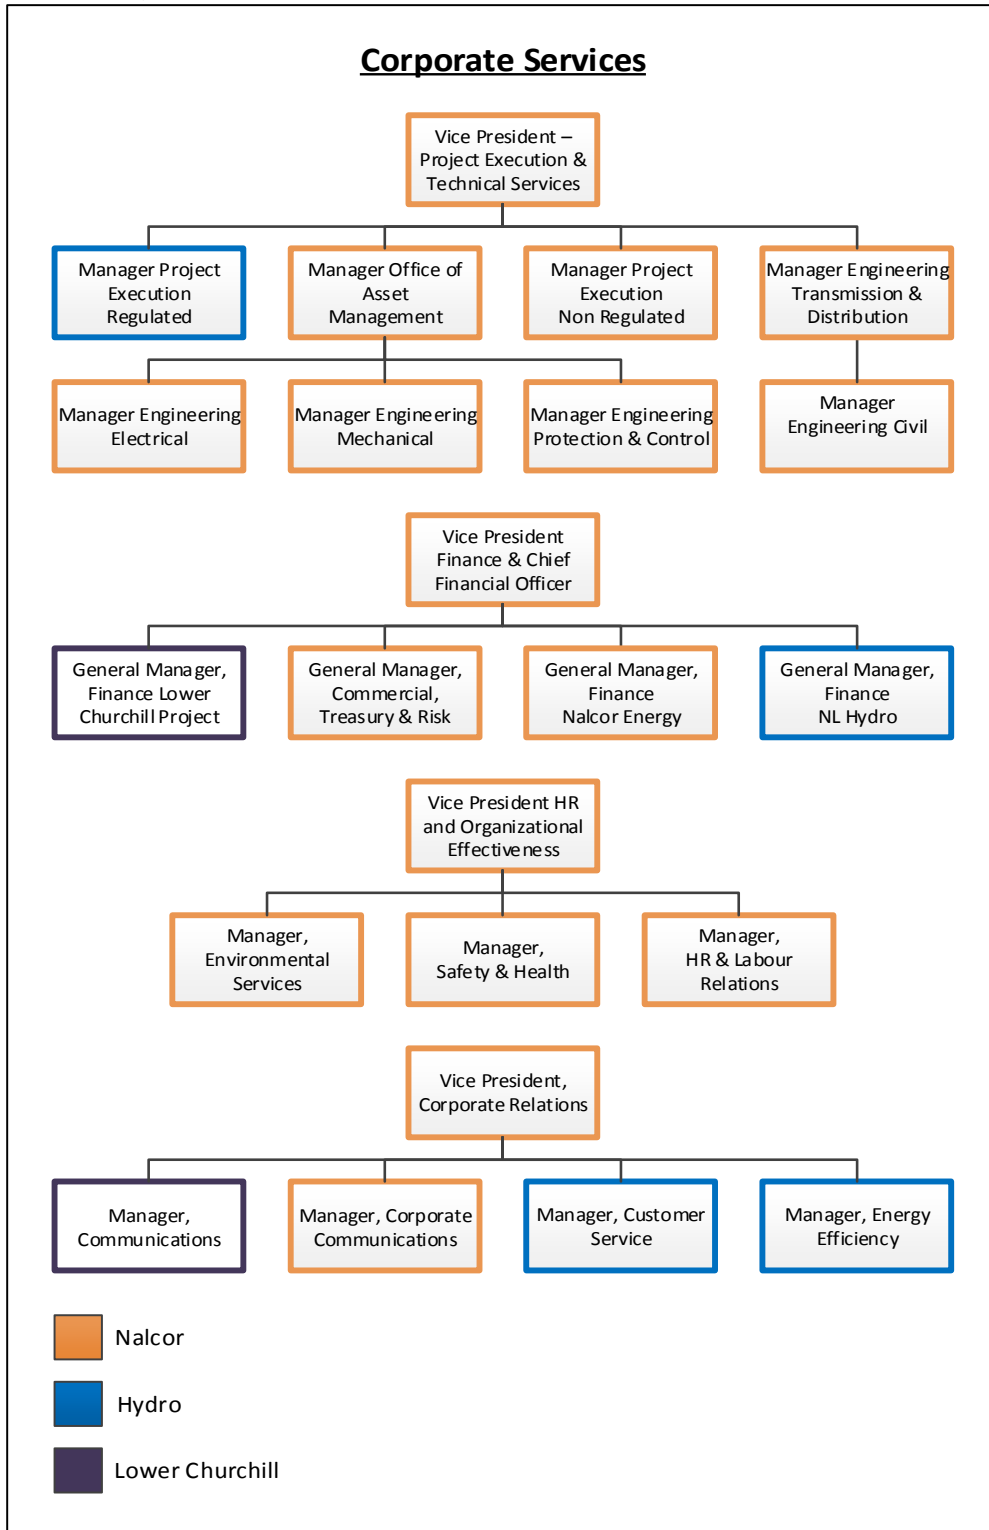 Corporate Services
Vice President –
Project Execution &
Technical Services
Manager Project
Execution
Regulated
Manager Office of
Asset
Management
Manager Project
Execution
Non Regulated
Manager Engineering
Transmission &
Distribution
Manager Engineering
Electrical
Manager Engineering
Mechanical
Manager Engineering
Protection & Control
Manager
Engineering Civil
Vice President
Finance & Chief
Financial Officer
General Manager,
Finance Lower
Churchill Project
General Manager,
Commercial,
Treasury & Risk
General Manager,
Finance
Nalcor Energy
General Manager,
Finance
NL Hydro
Vice President HR
and Organizational
Effectiveness
Manager,
Environmental
Services
Manager,
Safety & Health
Manager,
HR & Labour
Relations
Vice President,
Corporate Relations
Manager,
Communications
Manager, Corporate
Communications
Manager, Customer
Service
Manager, Energy
Efficiency
Nalcor
Hydro
Lower Churchill